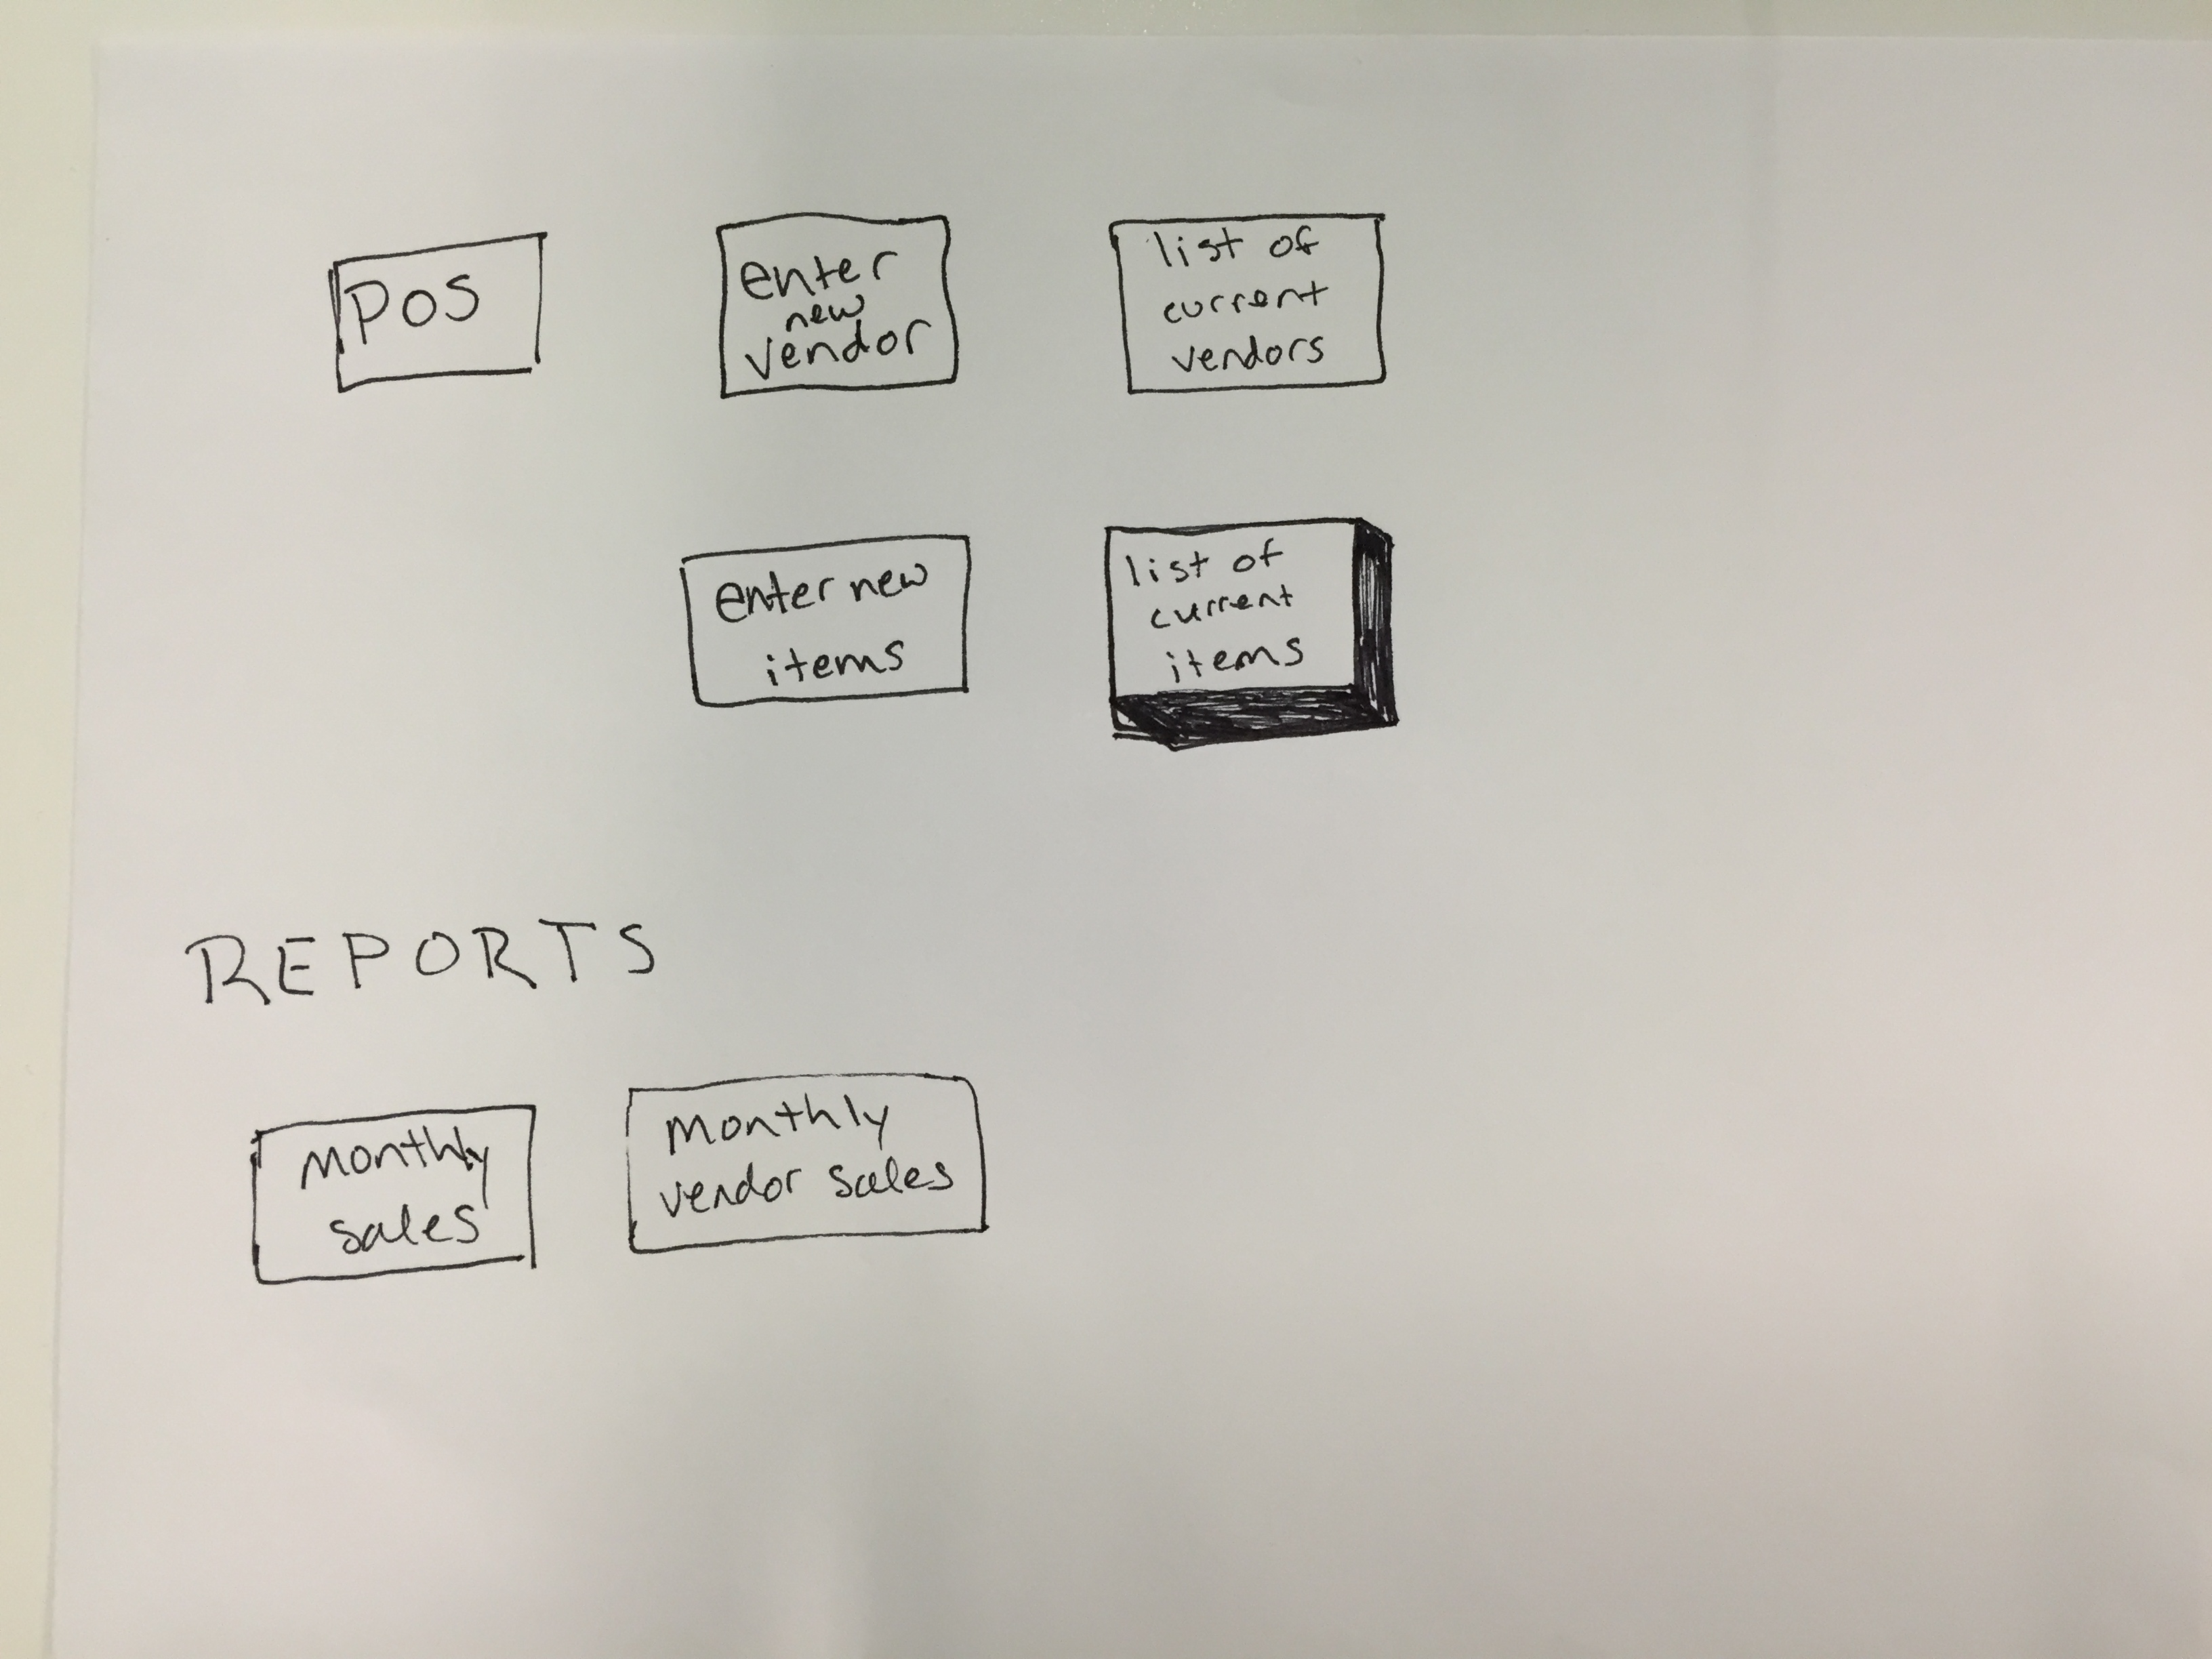 POS
enter
new
vendor
list of
current
vendors
enter new
items
list of
current
items
REPORTS
monthly
sales
monthly
vendor sales